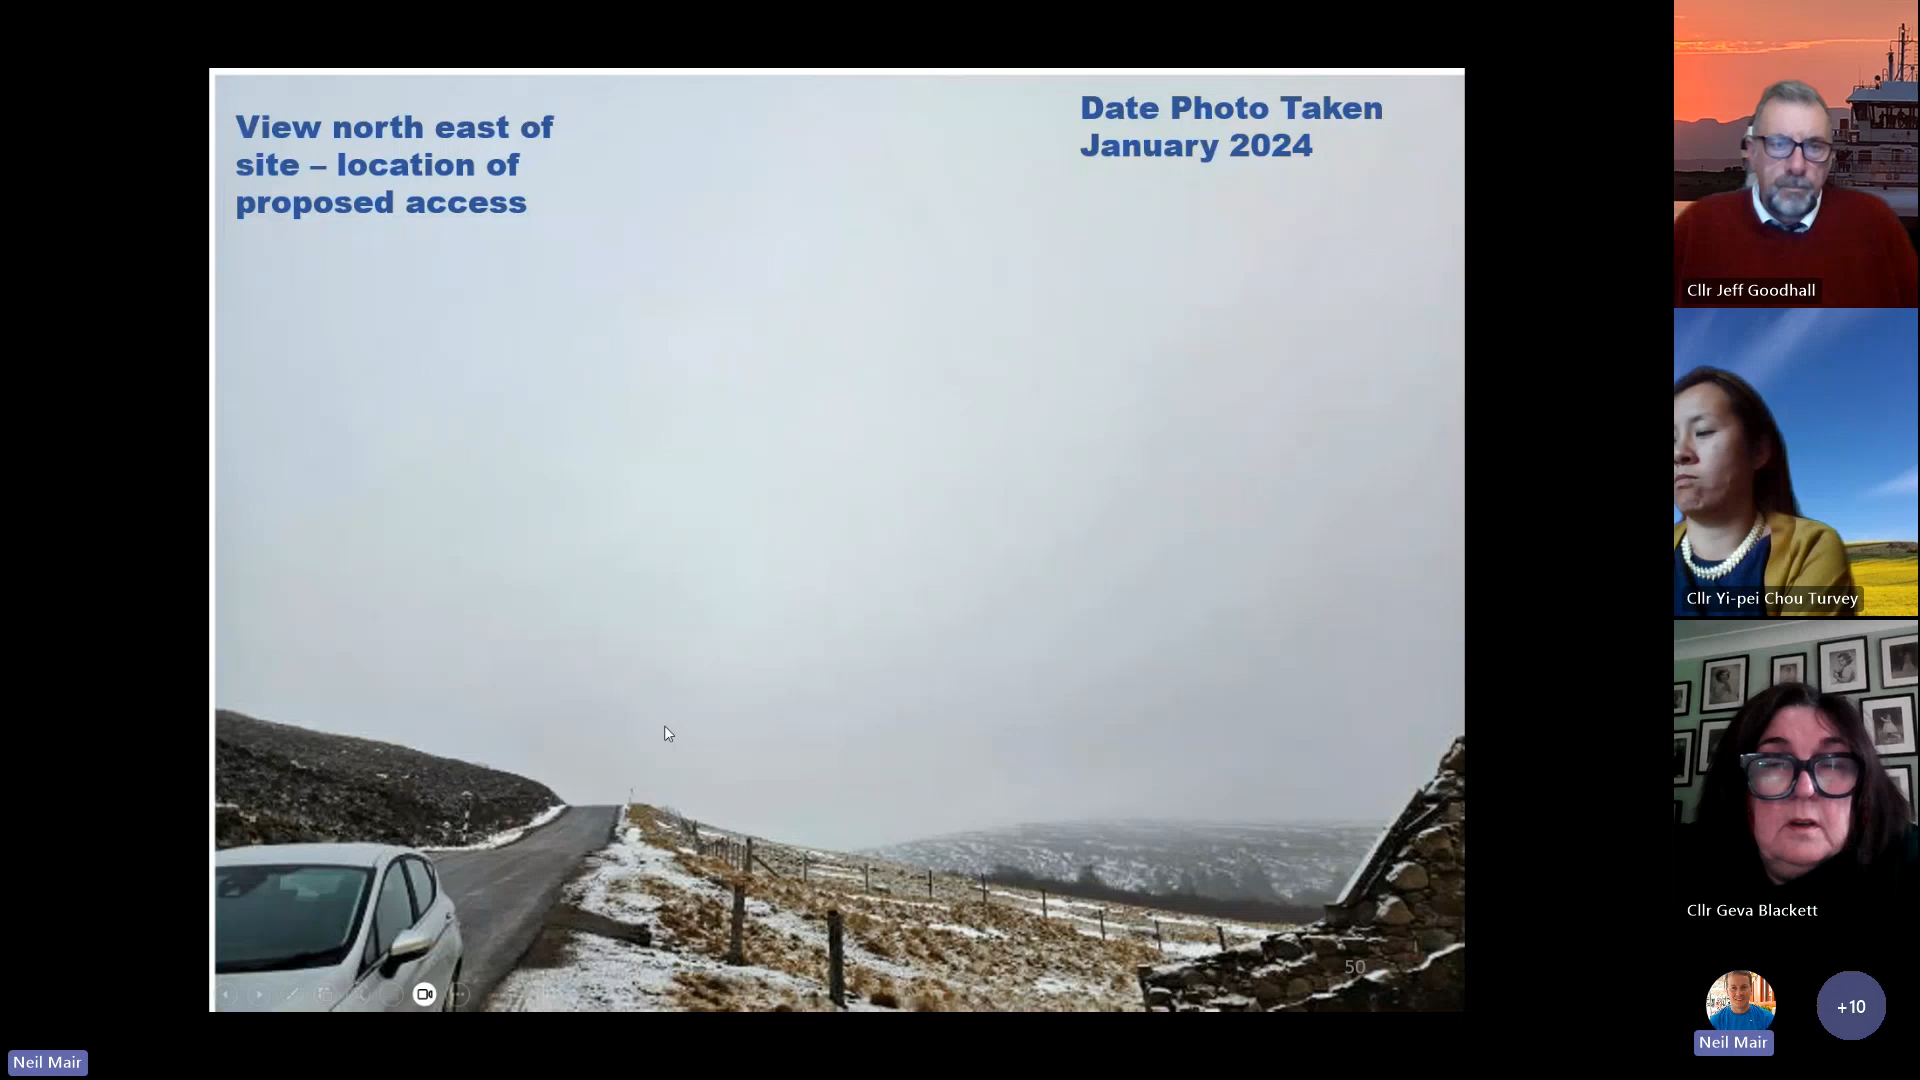 View north east of
site – location of
proposed access
Date Photo Taken
January 2024
50
Cllr Jeff Goodhall
Cllr Yi-pei Chou Turvey
Cllr Geva Blackett
Neil Mair
+10
Neil Mair